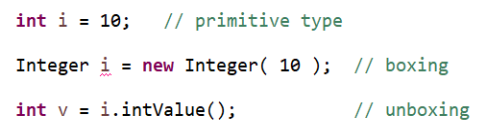 int i = 10;   // primitive type
Integer i = new Integer( 10 );  // boxing
int v = i.intValue();           // unboxing